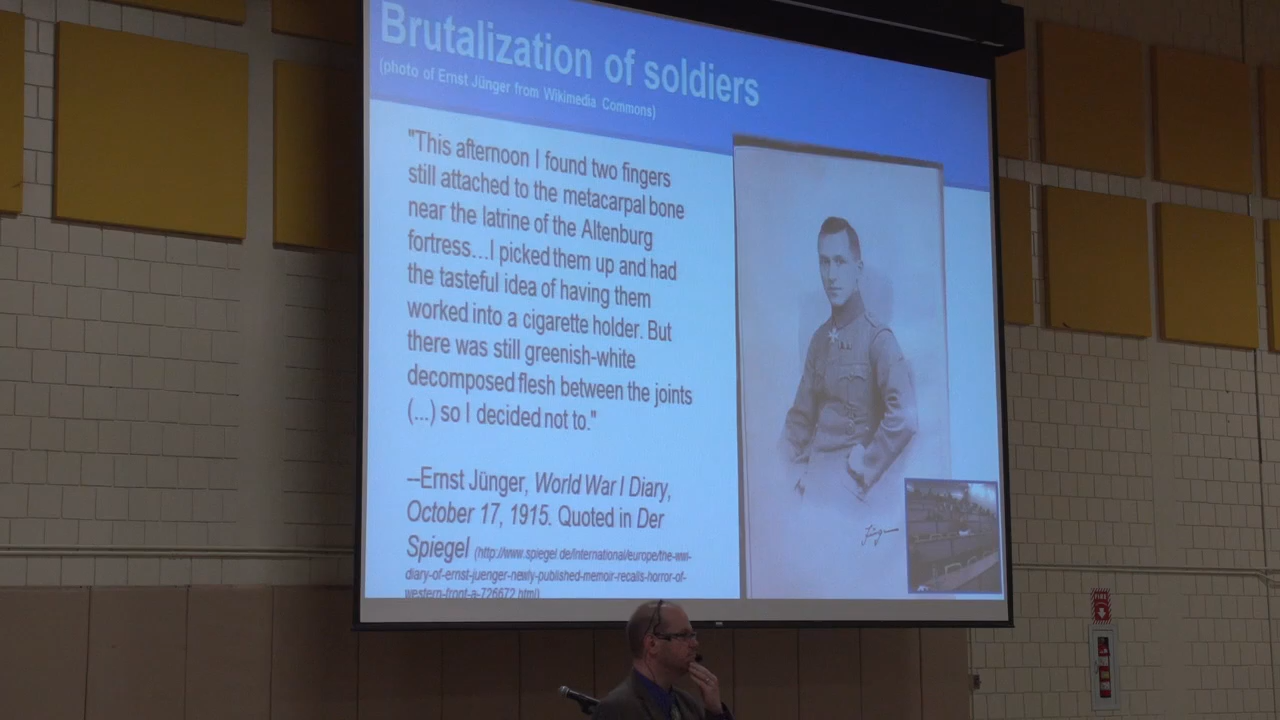 Brutalization of soldiers
(photo of Ernst Jünger from Wikimedia Commons)
"This afternoon I found two fingers
still attached to the metacarpal bone
near the latrine of the Altenburg
fortress...I picked them up and had
the tasteful idea of having them
worked into a cigarette holder. But
there was still greenish-white
decomposed flesh between the joints
(...) so I decided not to."
--Ernst Jünger, World War I Diary,
October 17, 1915. Quoted in Der
Spiegel (http://www.spiegel.de/international/europe/the-wwi-
diary-of-ernst-juenger-newly-published-memoir-recalls-horror-of-
western-front-a-726672.html)
FIRE